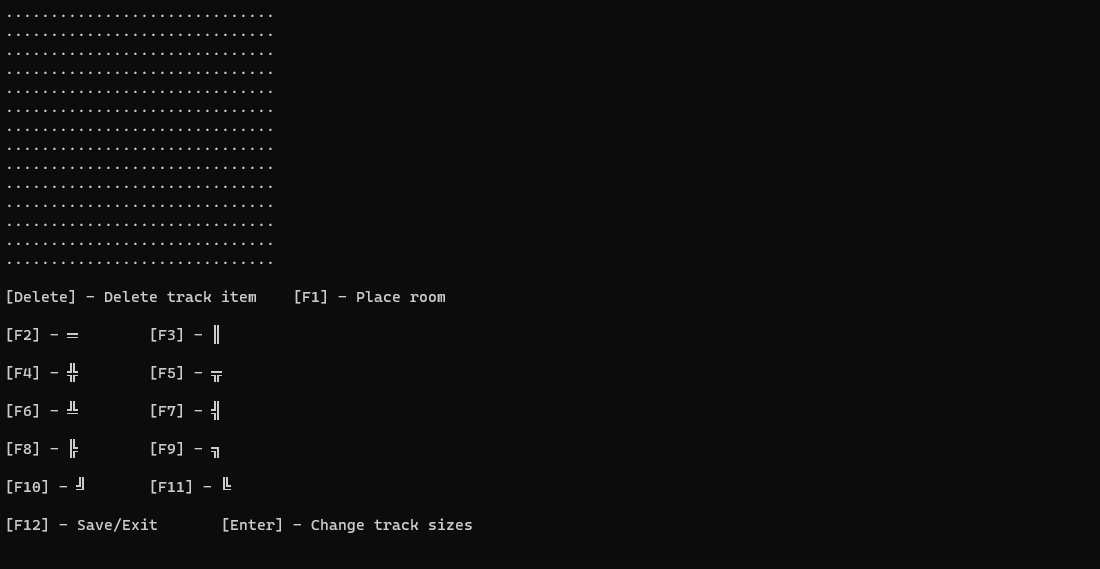 ..............................
..............................
..............................
..............................
..............................
..............................
..............................
..............................
..............................
..............................
..............................
..............................
..............................
..............................
[Delete] - Delete track item    [F1] - Place room
[F2] - ═        [F3] - ║
[F4] - ╬        [F5] - ╦
[F6] - ╩        [F7] - ╣
[F8] - ╠        [F9] - ╗
[F10] - ╝       [F11] - ╚
[F12] - Save/Exit       [Enter] - Change track sizes